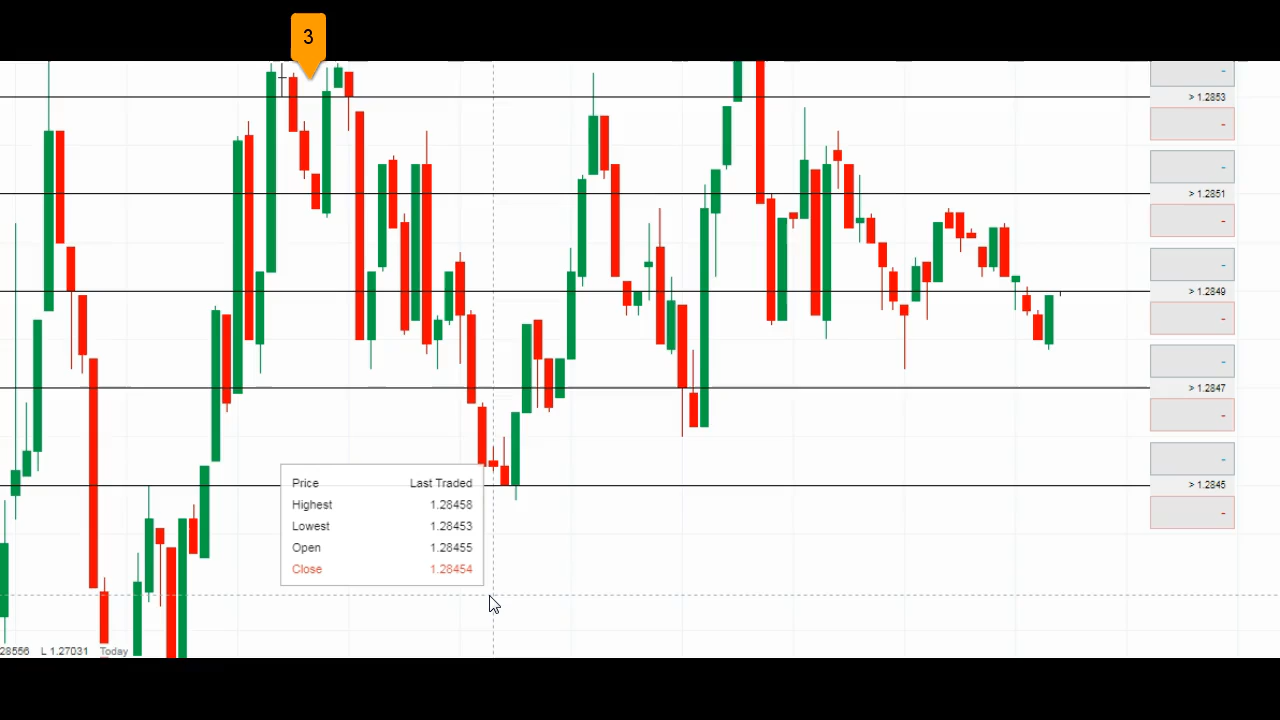 3
> 1.2853
> 1.2851
> 1.2849
> 1.2847
> 1.2845
Price Last Traded
Highest 1.28458
Lowest 1.28453
Open 1.28455
Close 1.28454
28556 L 1.27031 Today